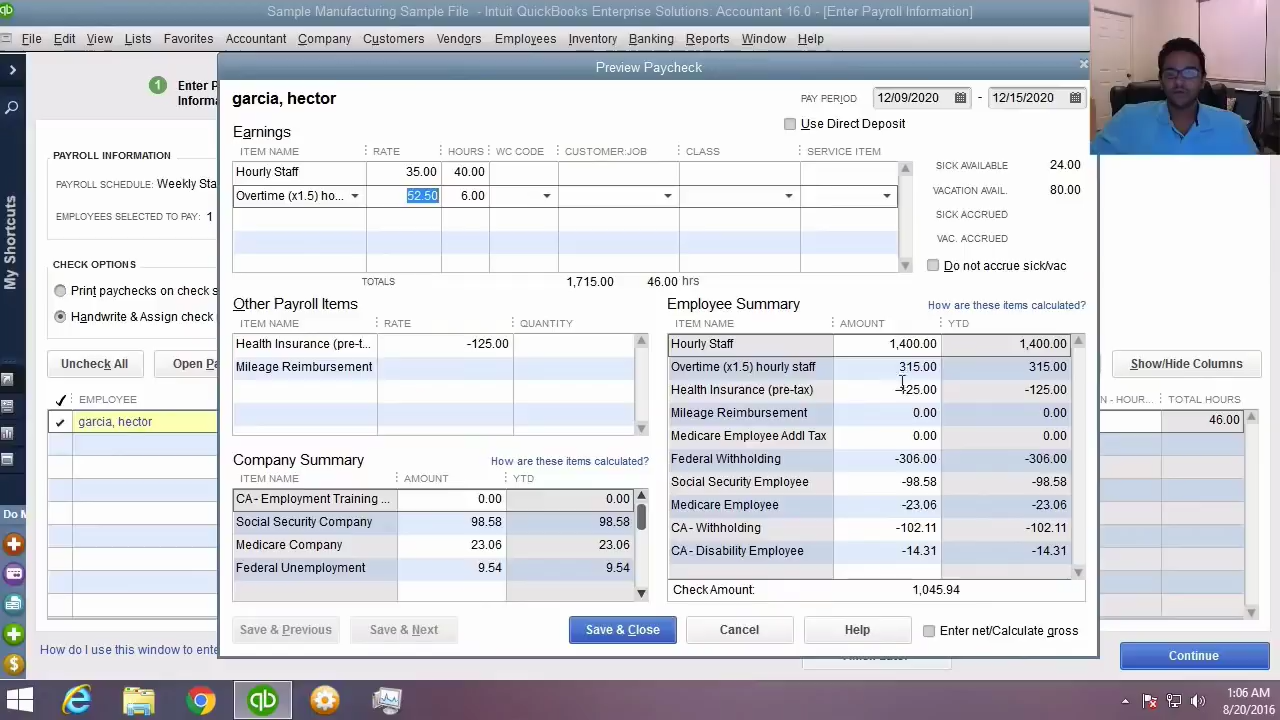 Sample Manufacturing Sample File - Intuit QuickBooks Enterprise Solutions: Accountant 16.0 - [Enter Payroll Information]
File Edit View Lists Favorites Accountant Company Customers Vendors Employees Inventory Banking Reports Window Help
1 Enter P
Informa
PAYROLL INFORMATION
PAYROLL SCHEDULE: Weekly Sta
EMPLOYEES SELECTED TO PAY: 1
CHECK OPTIONS
Print paychecks on check s
Handwrite & Assign check
Uncheck All Open Pa
EMPLOYEE
garcia, hector
How do I use this window to ente
My Shortcuts
Do M
Preview Paycheck
garcia, hector
PAY PERIOD 12/09/2020 - 12/15/2020
Use Direct Deposit
Earnings
ITEM NAME RATE HOURS WC CODE CUSTOMER:JOB CLASS SERVICE ITEM
Hourly Staff 35.00 40.00
Overtime (x1.5) ho... 52.50 6.00
TOTALS 1,715.00 46.00 hrs
SICK AVAILABLE 24.00
VACATION AVAIL. 80.00
SICK ACCRUED
VAC. ACCRUED
Do not accrue sick/vac
Other Payroll Items
ITEM NAME RATE QUANTITY
Health Insurance (pre-t... -125.00
Mileage Reimbursement
Company Summary How are these items calculated?
ITEM NAME AMOUNT YTD
CA - Employment Training ... 0.00 0.00
Social Security Company 98.58 98.58
Medicare Company 23.06 23.06
Federal Unemployment 9.54 9.54
Employee Summary How are these items calculated?
ITEM NAME AMOUNT YTD
Hourly Staff 1,400.00 1,400.00
Overtime (x1.5) hourly staff 315.00 315.00
Health Insurance (pre-tax) -125.00 -125.00
Mileage Reimbursement 0.00 0.00
Medicare Employee Addl Tax 0.00 0.00
Federal Withholding -306.00 -306.00
Social Security Employee -98.58 -98.58
Medicare Employee -23.06 -23.06
CA - Withholding -102.11 -102.11
CA - Disability Employee -14.31 -14.31
Check Amount: 1,045.94
Save & Previous Save & Next Save & Close Cancel Help Enter net/Calculate gross
Show/Hide Columns
N - HOUR... TOTAL HOURS
46.00
Continue
1:06 AM
8/20/2016